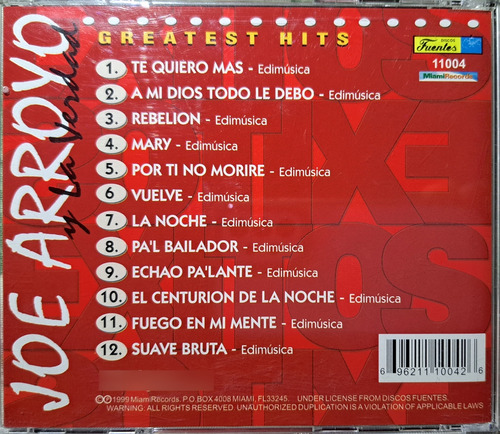 JOE ARROYO
y La Verdad
GREATEST HITS
DISCOS
Fuentes
11004
MiamiRecords
1. TE QUIERO MAS - Edimúsica
2. A MI DIOS TODO LE DEBO - Edimúsica
3. REBELION - Edimúsica
4. MARY - Edimúsica
5. POR TI NO MORIRE - Edimúsica
6 VUELVE - Edimúsica
7. LA NOCHE - Edimúsica
8. PA'L BAILADOR - Edimúsica
9. ECHAO PA'LANTE - Edimúsica
10. EL CENTURION DE LA NOCHE - Edimúsica
11. FUEGO EN MI MENTE - Edimúsica
12. SUAVE BRUTA - Edimúsica
6 96211 10042 6
℗©1999 Miami Records. P.O BOX 4008 MIAMI, FL33245. UNDER LICENSE FROM DISCOS FUENTES.
WARNING: ALL RIGHTS RESERVED. UNAUTHORIZED DUPLICATION IS A VIOLATION OF APPLICABLE LAWS